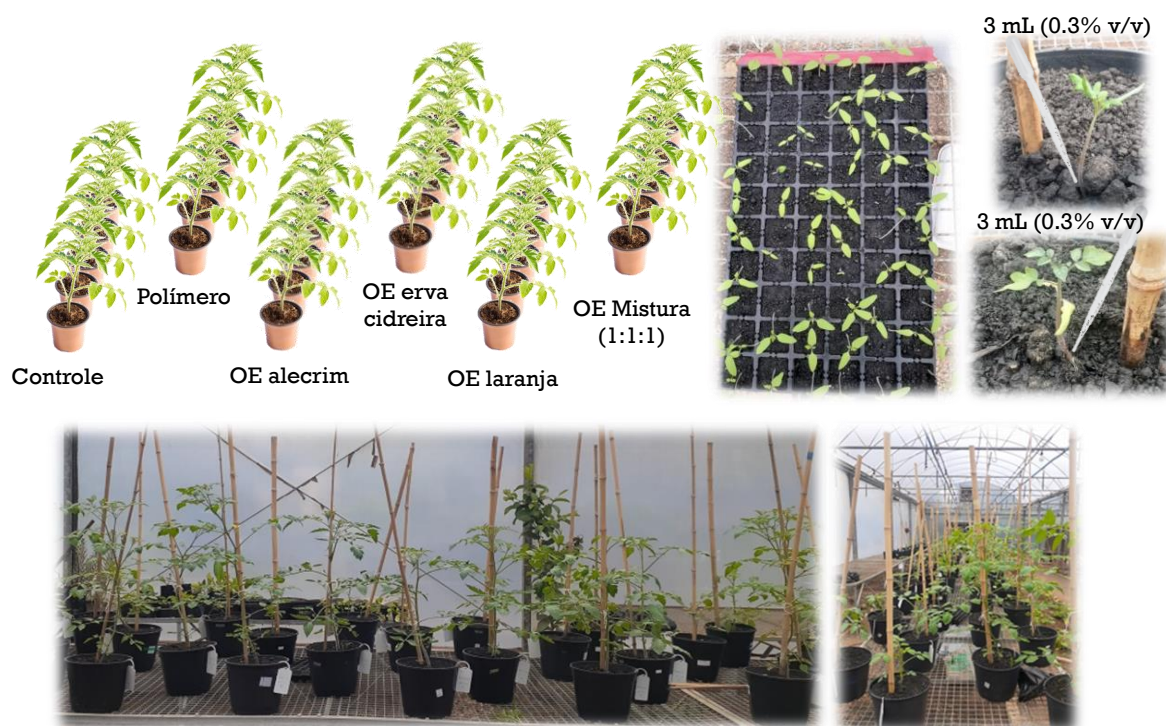 3 mL (0.3% v/v)
3 mL (0.3% v/v)
Polímero
OE erva
cidreira
OE Mistura
(1:1:1)
Controle
OE alecrim
OE laranja